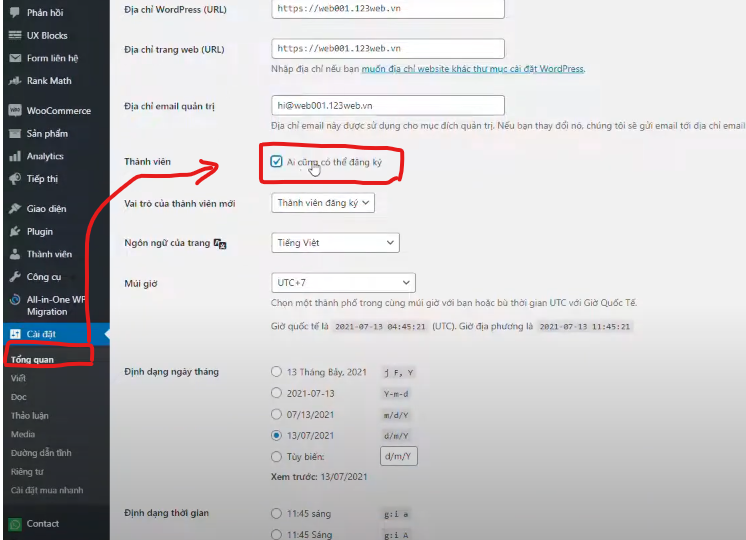 Phản hồi
UX Blocks
Form liên hệ
Rank Math
WooCommerce
Sản phẩm
Analytics
Tiếp thị
Giao diện
Plugin
Thành viên
Công cụ
All-in-One WP
Migration
Cài đặt
Tổng quan
Viết
Đọc
Thảo luận
Media
Đường dẫn tĩnh
Riêng tư
Cài đặt mua nhanh
Contact
Địa chỉ WordPress (URL)
https://web001.123web.vn
Địa chỉ trang web (URL)
https://web001.123web.vn
Nhập địa chỉ nếu bạn muốn địa chỉ website khác thư mục cài đặt WordPress.
Địa chỉ email quản trị
hi@web001.123web.vn
Địa chỉ email này được sử dụng cho mục đích quản trị. Nếu bạn thay đổi nó, chúng tôi sẽ gửi email tới địa chỉ email
Thành viên
Ai cũng có thể đăng ký
Vai trò của thành viên mới
Thành viên đăng ký
Ngôn ngữ của trang
Tiếng Việt
Múi giờ
UTC+7
Chọn một thành phố trong cùng múi giờ với bạn hoặc bù thời gian UTC với Giờ Quốc Tế.
Giờ quốc tế là 2021-07-13 04:45:21 (UTC). Giờ địa phương là 2021-07-13 11:45:21
Định dạng ngày tháng
13 Tháng Bảy, 2021 j F, Y
2021-07-13 Y-m-d
07/13/2021 m/d/Y
13/07/2021 d/m/Y
Tùy biến: d/m/Y
Xem trước: 13/07/2021
Định dạng thời gian
11:45 sáng g:i a
11:45 Sáng g:i A